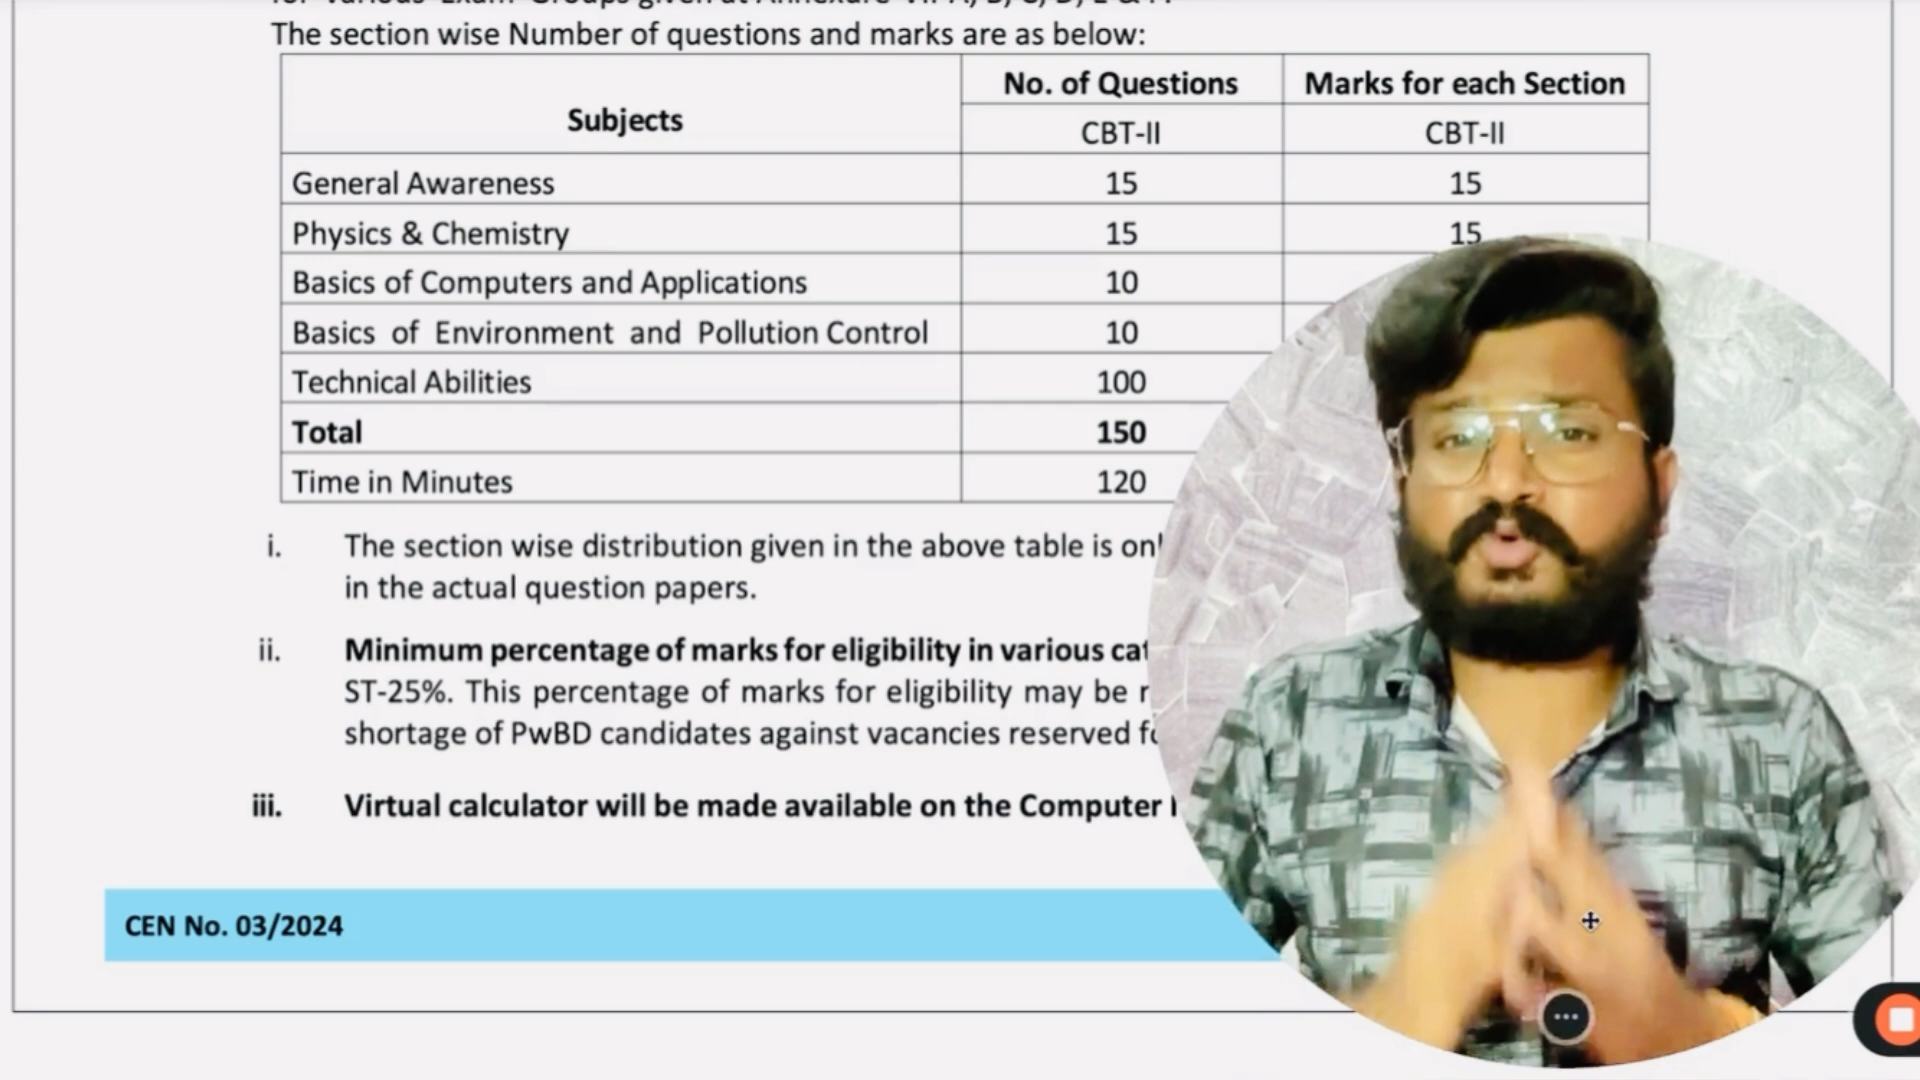 The section wise Number of questions and marks are as below:
Subjects
No. of Questions
Marks for each Section
CBT-II
CBT-II
General Awareness 15 15
Physics & Chemistry 15 15
Basics of Computers and Applications 10
Basics of Environment and Pollution Control 10
Technical Abilities 100
Total 150
Time in Minutes 120
i. The section wise distribution given in the above table is
in the actual question papers.
ii. Minimum percentage of marks for eligibility in various
ST-25%. This percentage of marks for eligibility may be
shortage of PwBD candidates against vacancies reserved
iii. Virtual calculator will be made available on the Computer
CEN No. 03/2024